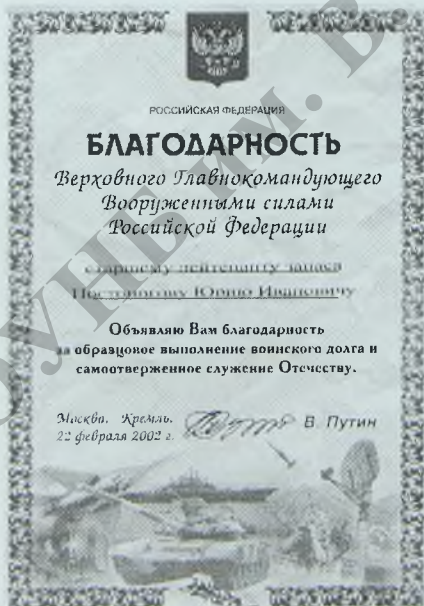 РОССИЙСКАЯ ФЕДЕРАЦИЯ
БЛАГОДАРНОСТЬ
Верховного Главнокомандующего
Вооруженными силами
Российской Федерации
старшему лейтенанту запаса
Юрию Ивановичу
Объявляю Вам благодарность
за образцовое выполнение воинского долга и
самоотверженное служение Отечеству.
Москва, Кремль.
22 февраля 2002 г.
В. Путин